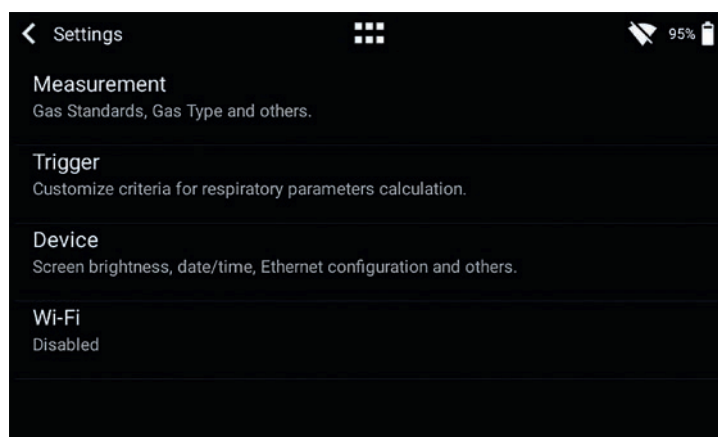 Settings
95%
Measurement
Gas Standards, Gas Type and others.
Trigger
Customize criteria for respiratory parameters calculation.
Device
Screen brightness, date/time, Ethernet configuration and others.
Wi-Fi
Disabled